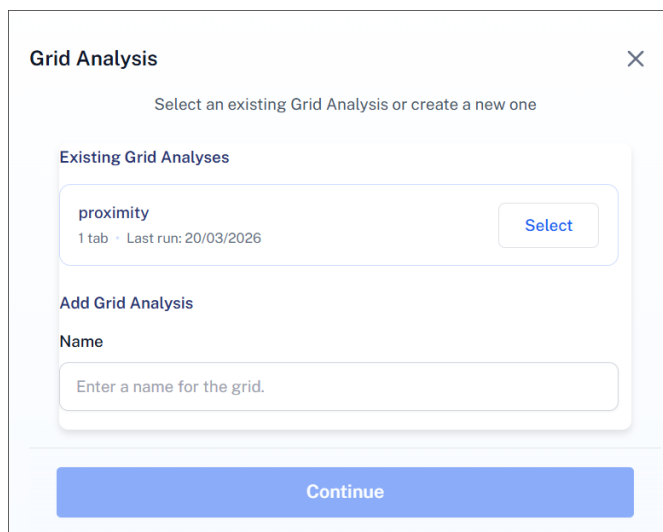 Grid Analysis
Select an existing Grid Analysis or create a new one
Existing Grid Analyses
proximity
1 tab · Last run: 20/03/2026
Select
Add Grid Analysis
Name
Enter a name for the grid.
Continue